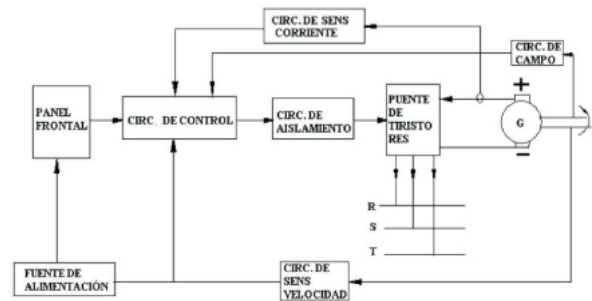 CIRC. DE SENS
CORRIENTE
CIRC. DE
CAMPO
PANEL
FRONTAL
CIRC. DE CONTROL
CIRC. DE
AISLAMIENTO
PUENTE
DE
TIRISTO
RES
+
G
−
R
S
T
FUENTE DE
ALIMENTACIÓN
CIRC. DE
SENS
VELOCIDAD